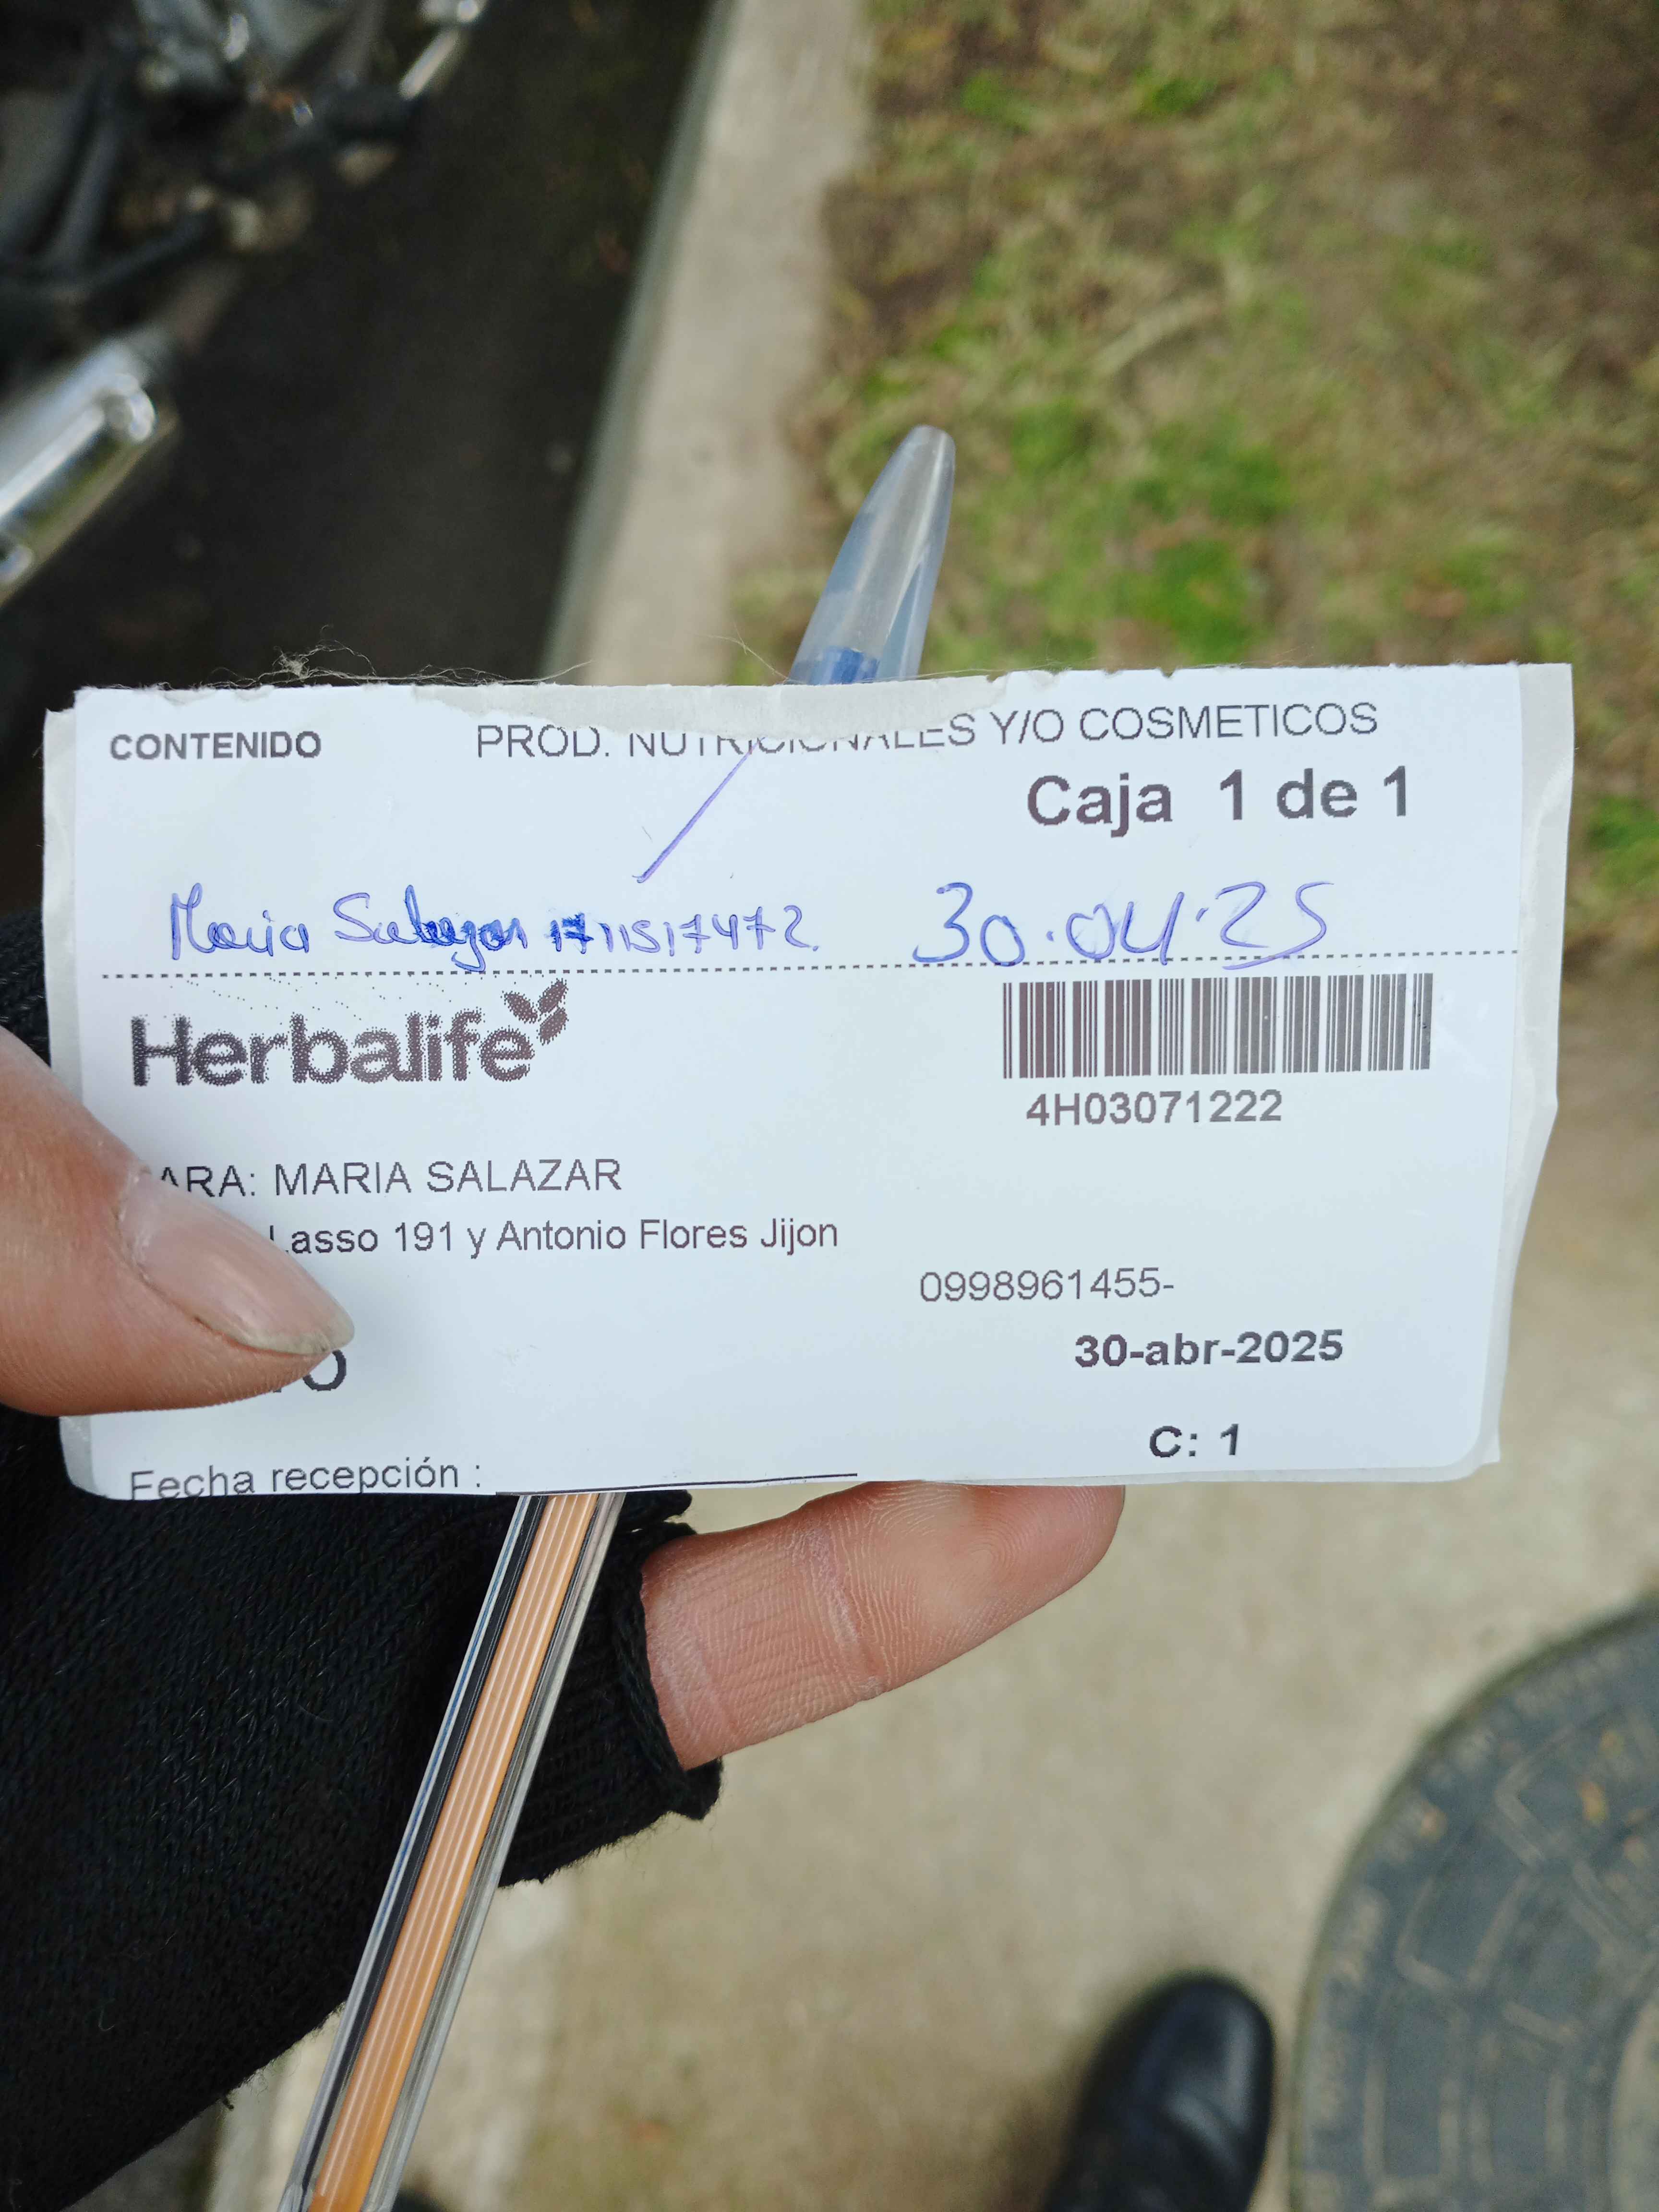 CONTENIDO PROD. NUTRICIONALES Y/O COSMETICOS
Caja 1 de 1
Maria Salazar 1711517472 30.04.25
Herbalife
4H03071222
ARA: MARIA SALAZAR
Lasso 191 y Antonio Flores Jijon
0998961455-
O
30-abr-2025
C: 1
Fecha recepción :